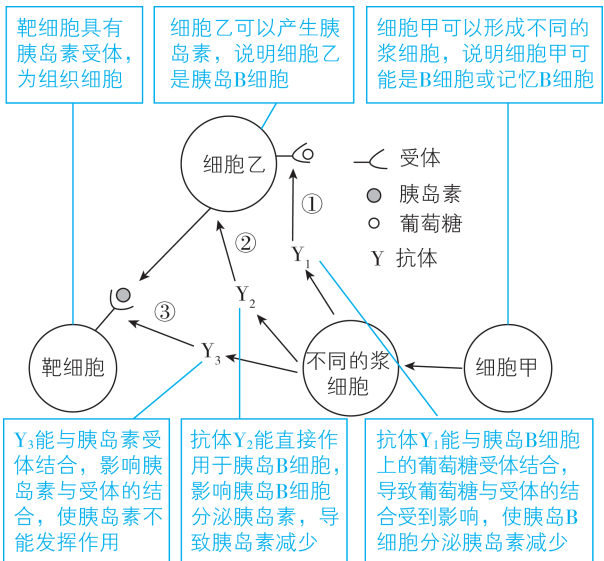 靶细胞具有
胰岛素受体，
为组织细胞
细胞乙可以产生胰
岛素，说明细胞乙
是胰岛B细胞
细胞甲可以形成不同的
浆细胞，说明细胞甲可
能是B细胞或记忆B细胞
细胞乙
受体
胰岛素
葡萄糖
Y 抗体
①
②
③
Y₁
Y₂
Y₃
靶细胞
不同的浆
细胞
细胞甲
Y₃能与胰岛素受
体结合，影响胰
岛素与受体的结
合，使胰岛素不
能发挥作用
抗体Y₂能直接作
用于胰岛B细胞，
影响胰岛B细胞
分泌胰岛素，导
致胰岛素减少
抗体Y₁能与胰岛B细胞
上的葡萄糖受体结合，
导致葡萄糖与受体的结
合受到影响，使胰岛B
细胞分泌胰岛素减少